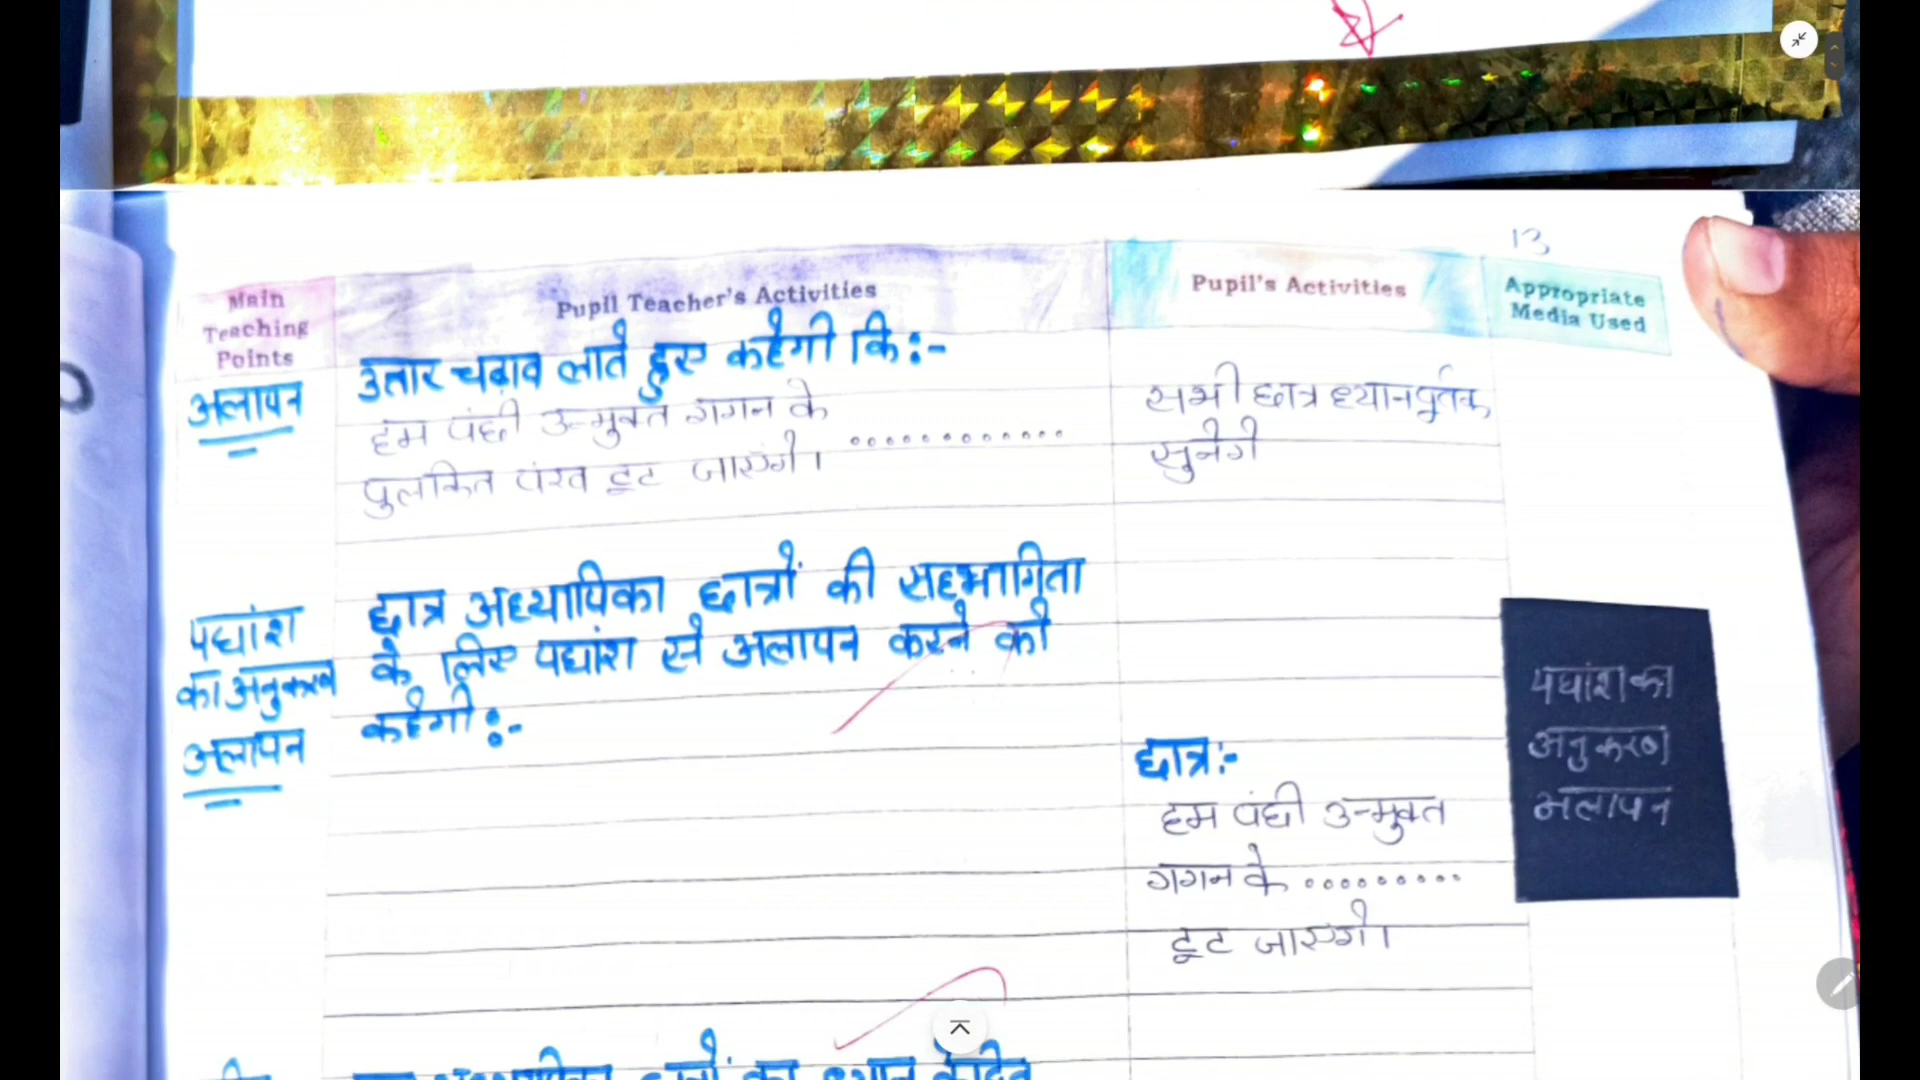 13
Main
Teaching
Points
Pupil Teacher's Activities
Pupil's Activities
Appropriate
Media Used
अलापन
उतार चढ़ाव लाते हुए कहेगी कि:-
हम पंछी उन्मुक्त गगन के
............
पुलकित पंख टूट जाएंगे।
सभी छात्र ध्यानपूर्वक
सुनेगे
पद्यांश
का अनुकरण
अलापन
छात्र अध्यापिका छात्रों की सहभागिता
के लिए पद्यांश से अलापन करने को
कहेगी:-
छात्र:-
हम पंछी उन्मुक्त
गगन के .........
टूट जाएंगे।
पद्यांश का
अनुकरण
अलापन